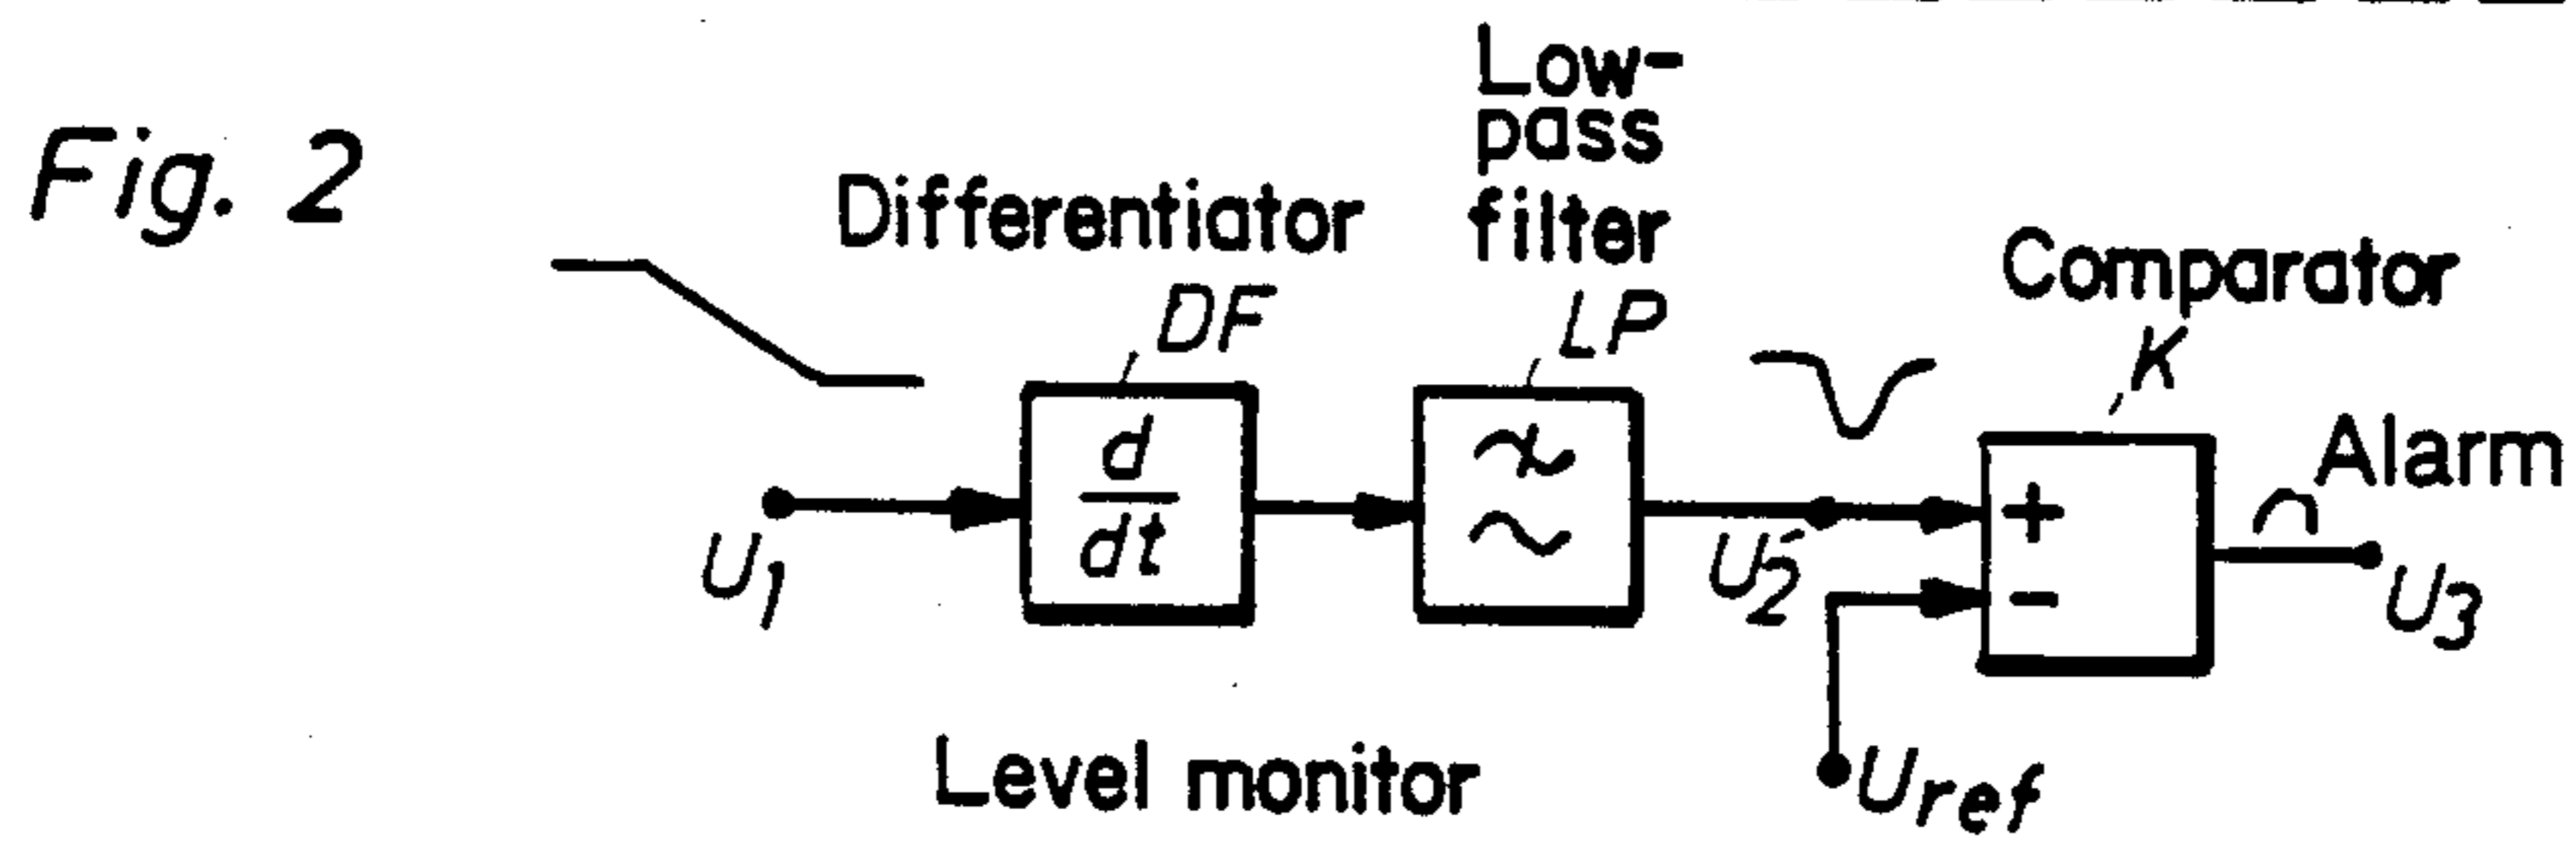 Fig. 2
Low-
pass
filter
Differentiator
Comparator
DF
LP
K
Alarm
d
dt
+
-
U1
U2
U3
Level monitor
Uref